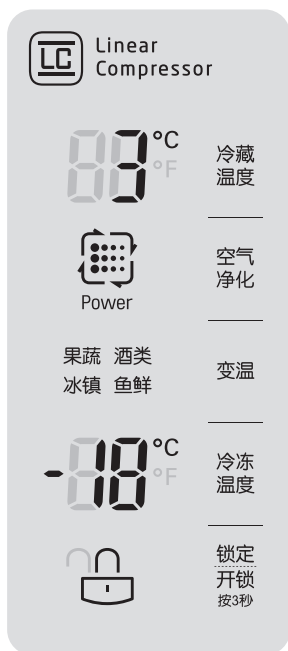 LC
Linear
Compressor
3°C
°F
冷藏
温度
Power
空气
净化
果蔬 酒类
冰镇 鱼鲜
变温
-18°C
°F
冷冻
温度
锁定
开锁
按3秒